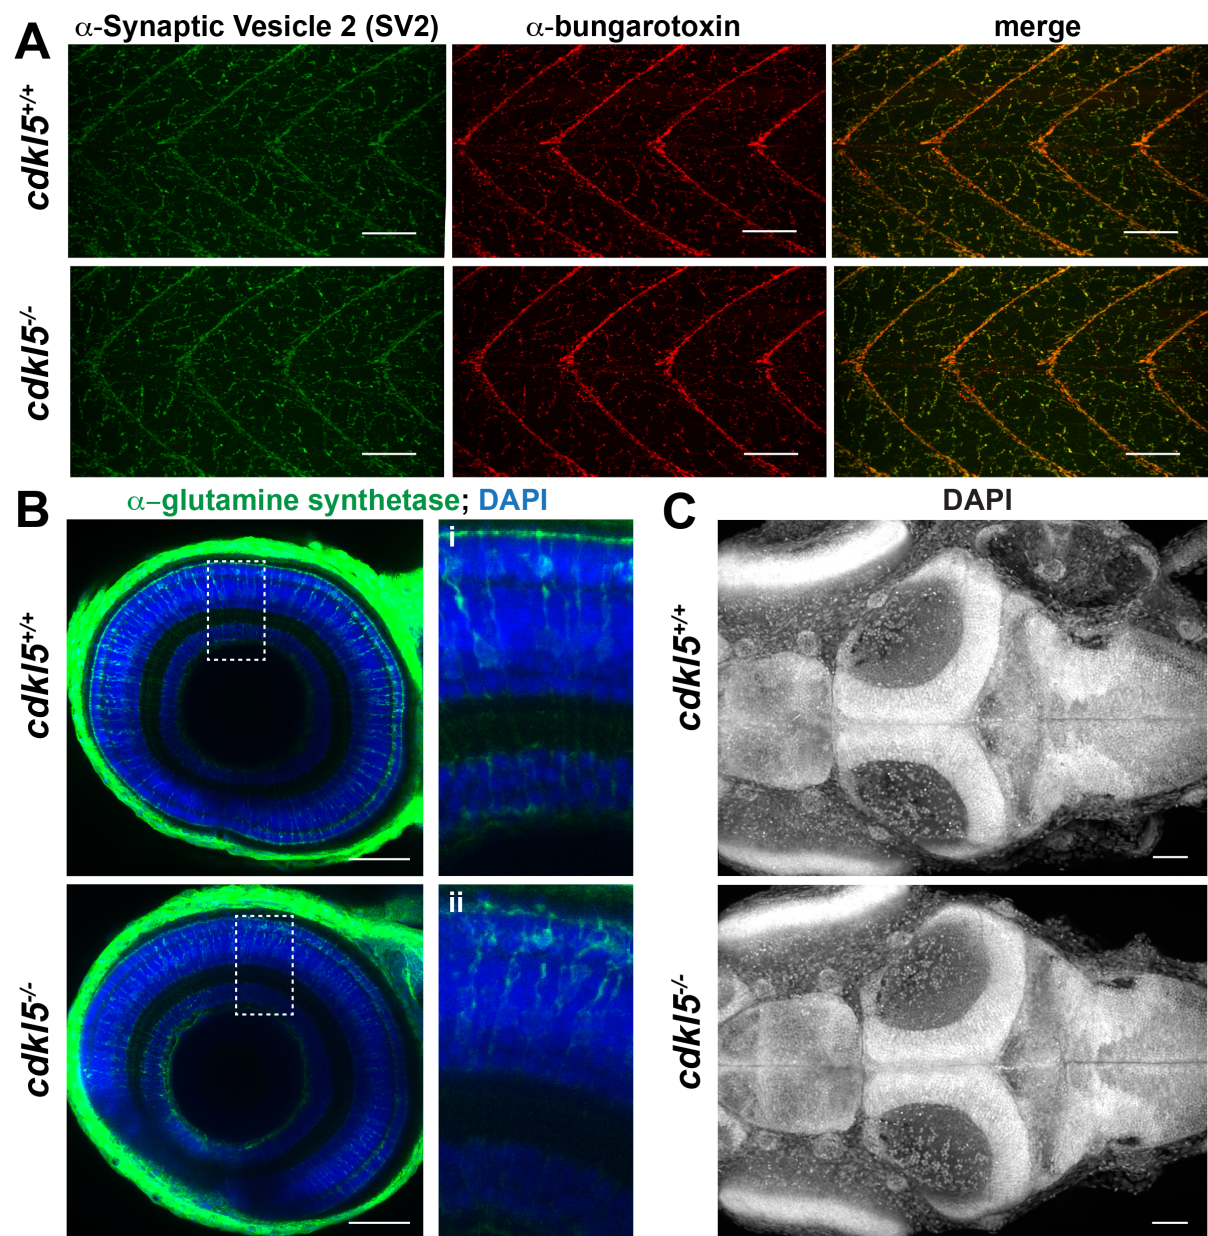 A
α-Synaptic Vesicle 2 (SV2)
α-bungarotoxin
merge
cdkl5+/+
cdkl5-/-
B
α–glutamine synthetase; DAPI
cdkl5+/+
i
cdkl5-/-
ii
C
DAPI
cdkl5+/+
cdkl5-/-